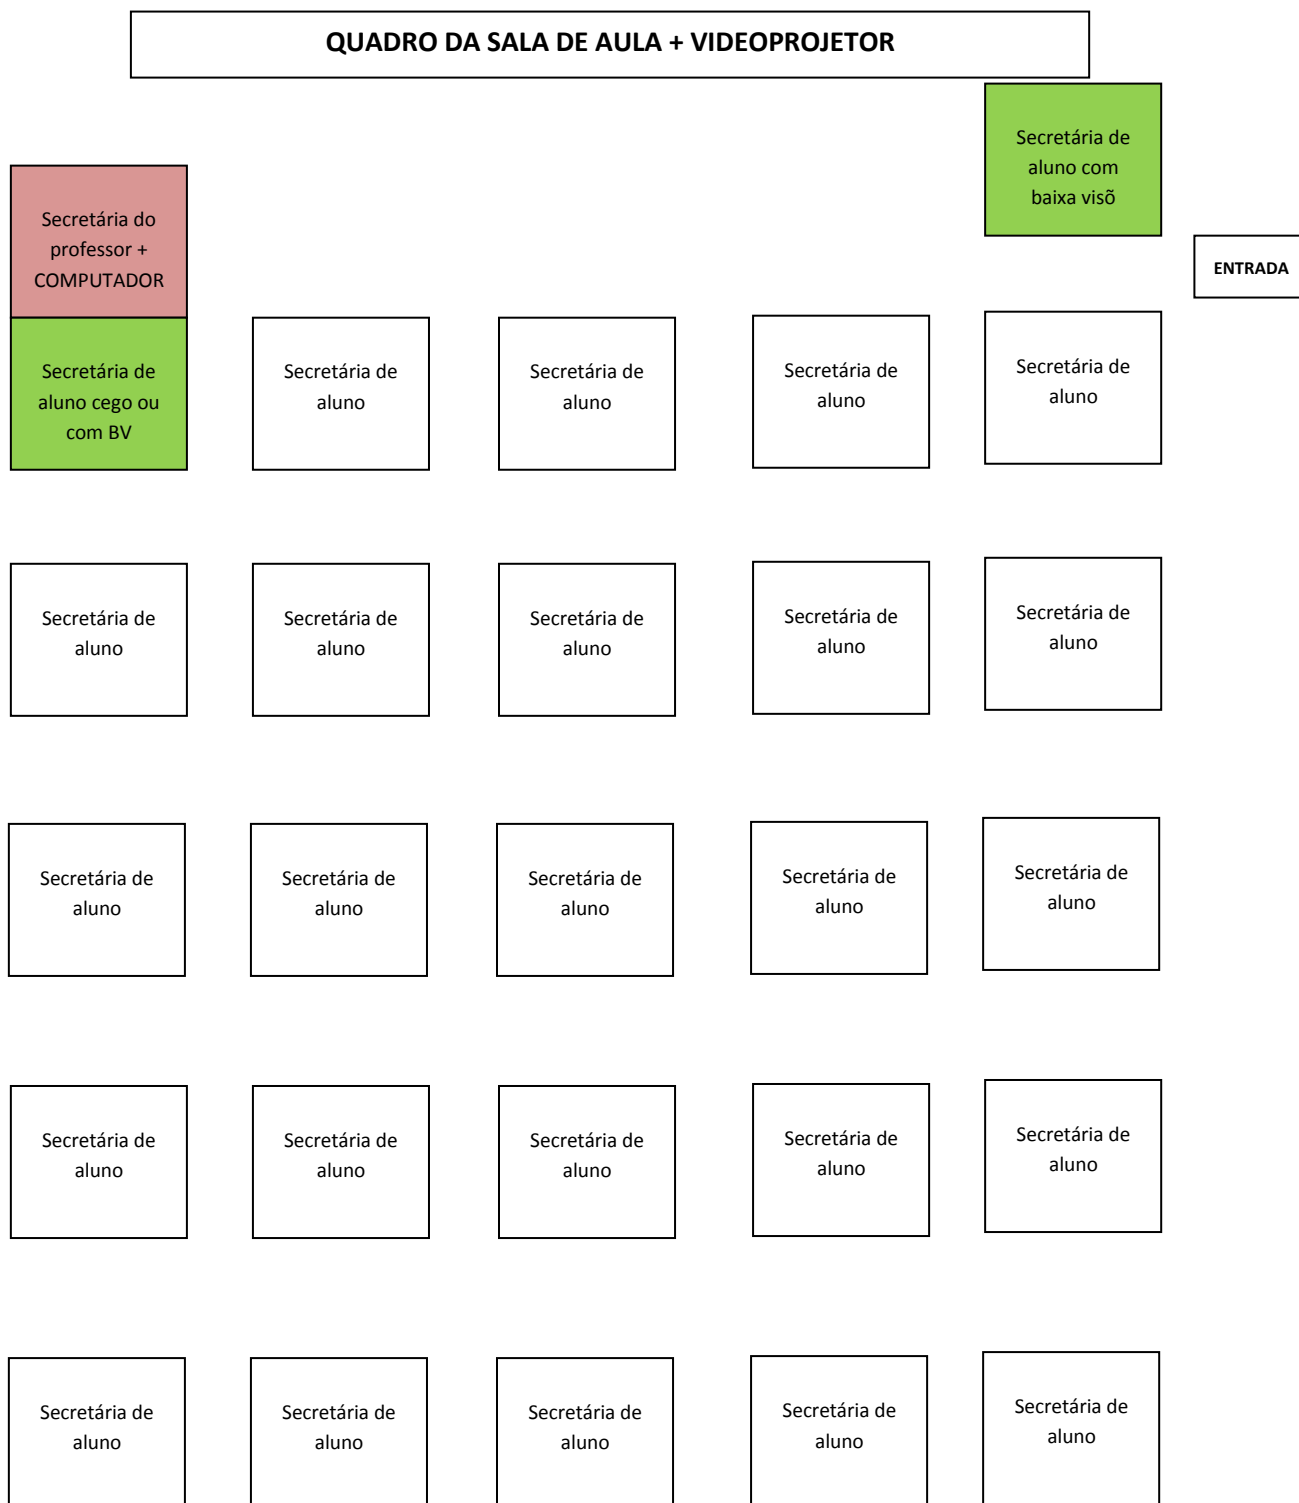 QUADRO DA SALA DE AULA + VIDEOPROJETOR
Secretária de
aluno com
baixa visõ
Secretária do
professor +
COMPUTADOR
ENTRADA
Secretária de
aluno cego ou
com BV
Secretária de
aluno
Secretária de
aluno
Secretária de
aluno
Secretária de
aluno
Secretária de
aluno
Secretária de
aluno
Secretária de
aluno
Secretária de
aluno
Secretária de
aluno
Secretária de
aluno
Secretária de
aluno
Secretária de
aluno
Secretária de
aluno
Secretária de
aluno
Secretária de
aluno
Secretária de
aluno
Secretária de
aluno
Secretária de
aluno
Secretária de
aluno
Secretária de
aluno
Secretária de
aluno
Secretária de
aluno
Secretária de
aluno
Secretária de
aluno